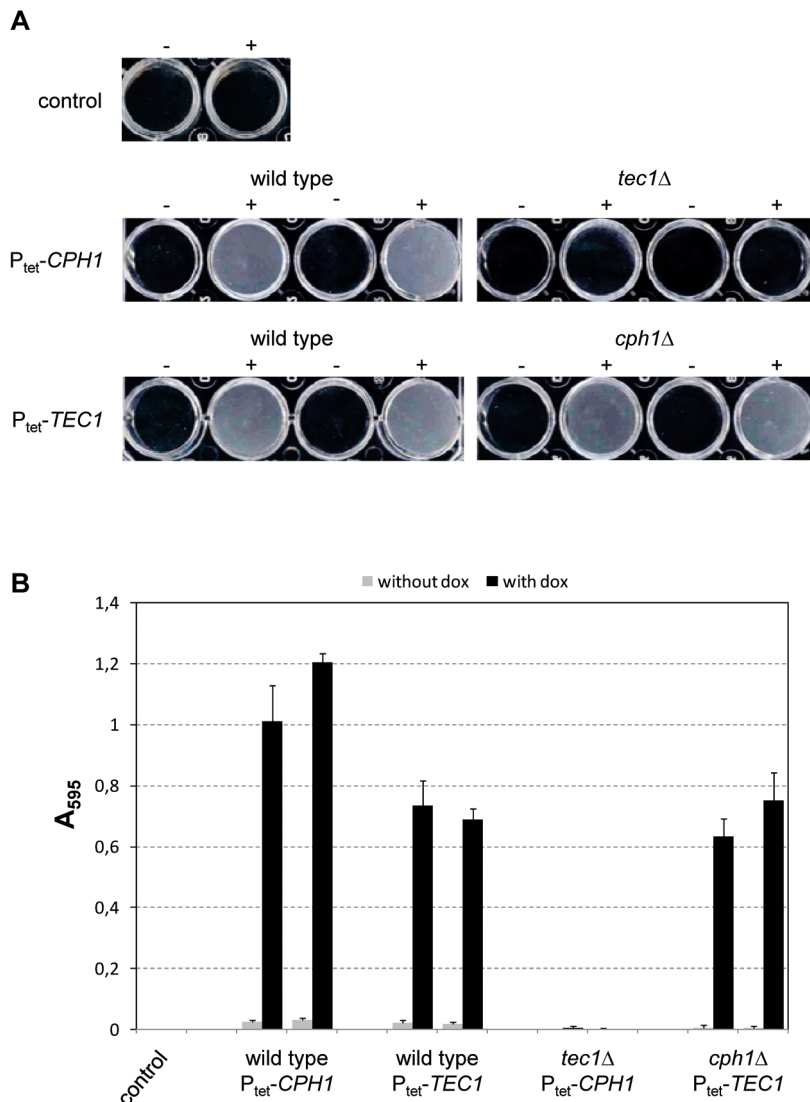 A
- +
control
wild type tec1Δ
- + - + - + - +
Ptet-CPH1
wild type cph1Δ
- + - + - + - +
Ptet-TEC1
B
without dox with dox
1,4
1,2
1
0,8
0,6
0,4
0,2
0
A595
control
wild type
Ptet-CPH1
wild type
Ptet-TEC1
tec1Δ
Ptet-CPH1
cph1Δ
Ptet-TEC1